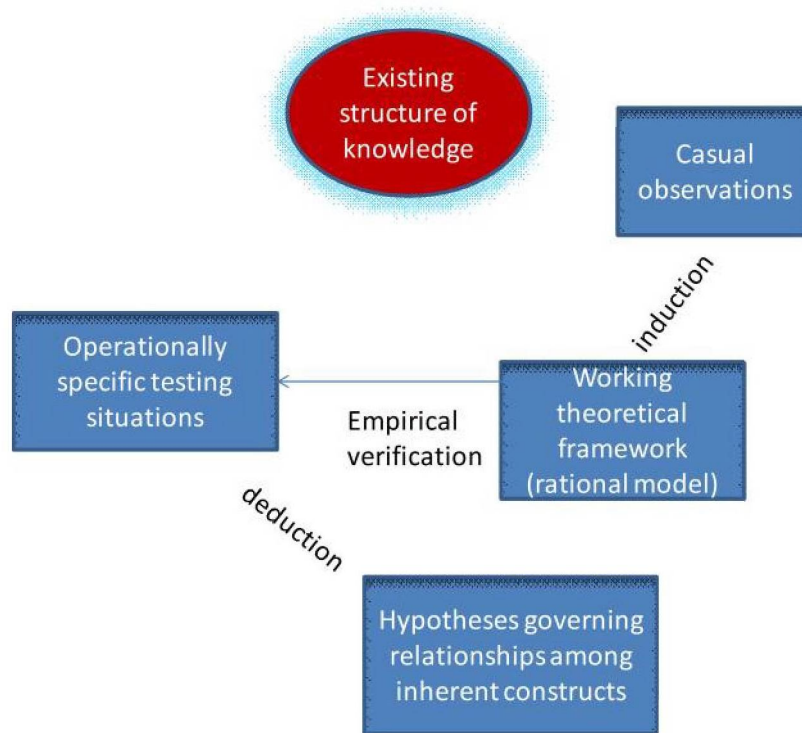 Existing
structure of
knowledge
Casual
observations
induction
Operationally
specific testing
situations
Working
theoretical
framework
(rational model)
Empirical
verification
deduction
Hypotheses governing
relationships among
inherent constructs